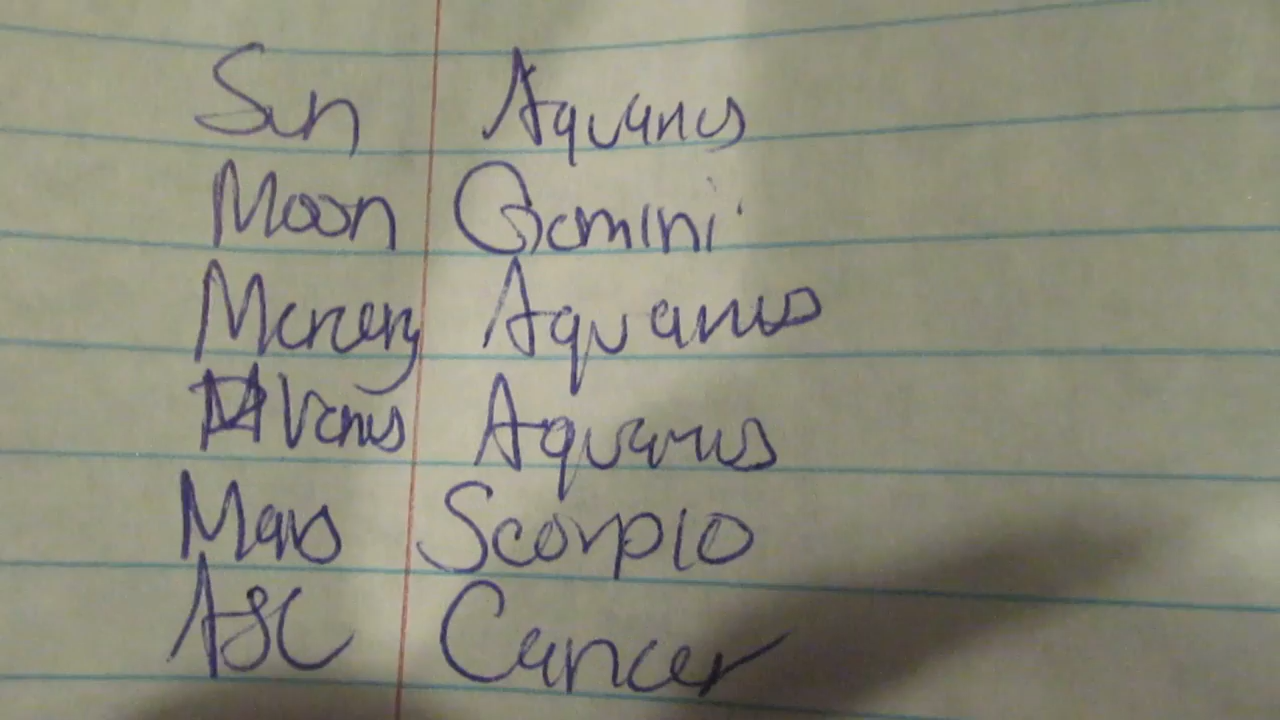 Sun Aquarius
Moon Gemini
Mercury Aquarius
Venus Aquarius
Mars Scorpio
ASC Cancer